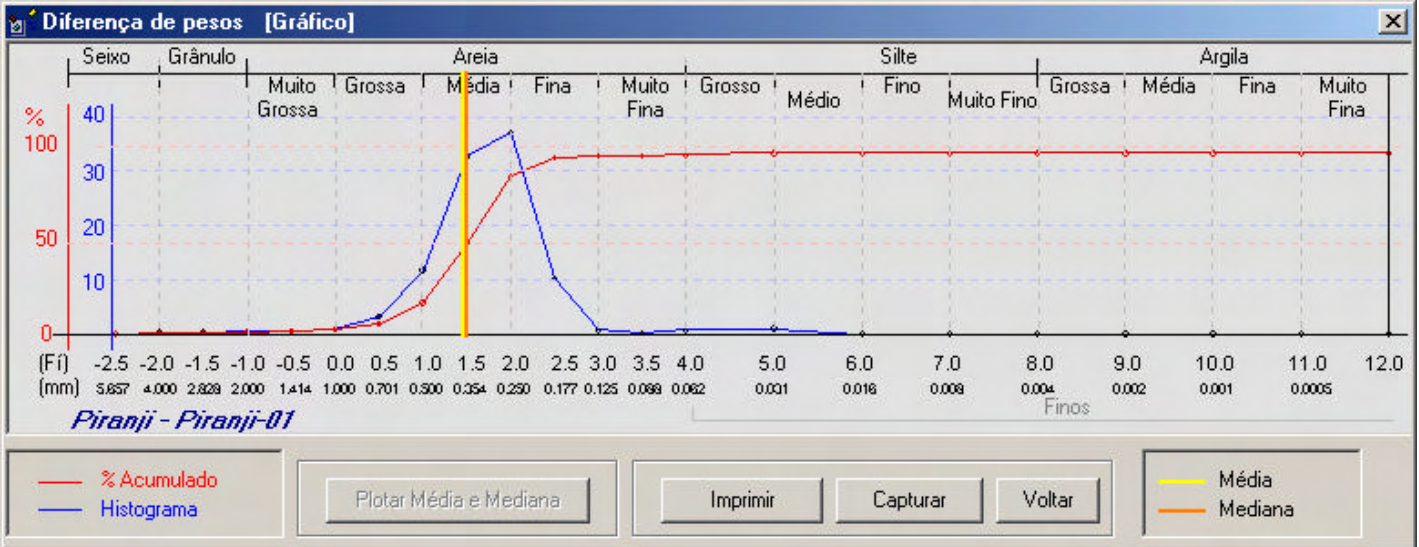 Diferença de pesos [Gráfico]
Seixo Grânulo Areia Silte Argila
Muito Grossa Grossa Média Fina Muito Fina Grosso Médio Fino Muito Fino Grossa Média Fina Muito Fina
%
100
50
0
40
30
20
10
(Fí) -2.5 -2.0 -1.5 -1.0 -0.5 0.0 0.5 1.0 1.5 2.0 2.5 3.0 3.5 4.0 5.0 6.0 7.0 8.0 9.0 10.0 11.0 12.0
(mm) 5.657 4.000 2.828 2.000 1.414 1.000 0.701 0.500 0.354 0.250 0.177 0.125 0.088 0.062 0.031 0.016 0.008 0.004 0.002 0.001 0.0005
Finos
Piranji - Piranji-01
% Acumulado
Histograma
Plotar Média e Mediana
Imprimir
Capturar
Voltar
Média
Mediana